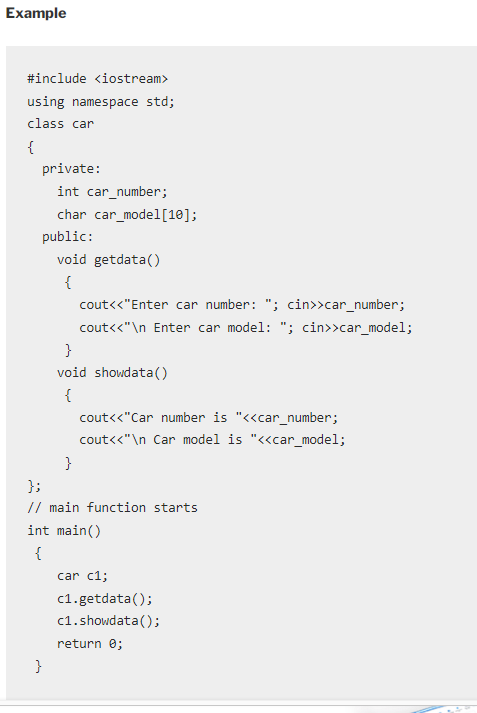 Example
#include <iostream>
using namespace std;
class car
{
private:
int car_number;
char car_model[10];
public:
void getdata()
{
cout<<"Enter car number: "; cin>>car_number;
cout<<"\n Enter car model: "; cin>>car_model;
}
void showdata()
{
cout<<"Car number is "<<car_number;
cout<<"\n Car model is "<<car_model;
}
};
// main function starts
int main()
{
car c1;
c1.getdata();
c1.showdata();
return 0;
}